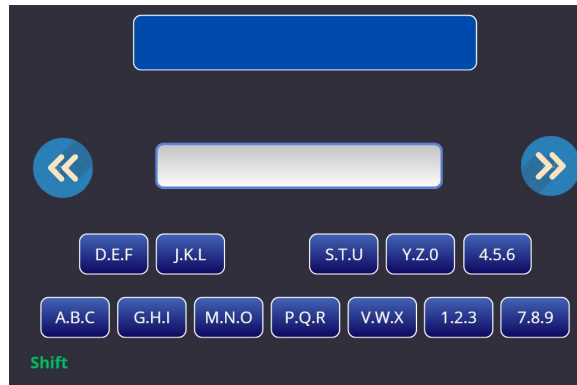 D.E.F J.K.L S.T.U Y.Z.0 4.5.6
A.B.C G.H.I M.N.O P.Q.R V.W.X 1.2.3 7.8.9
Shift